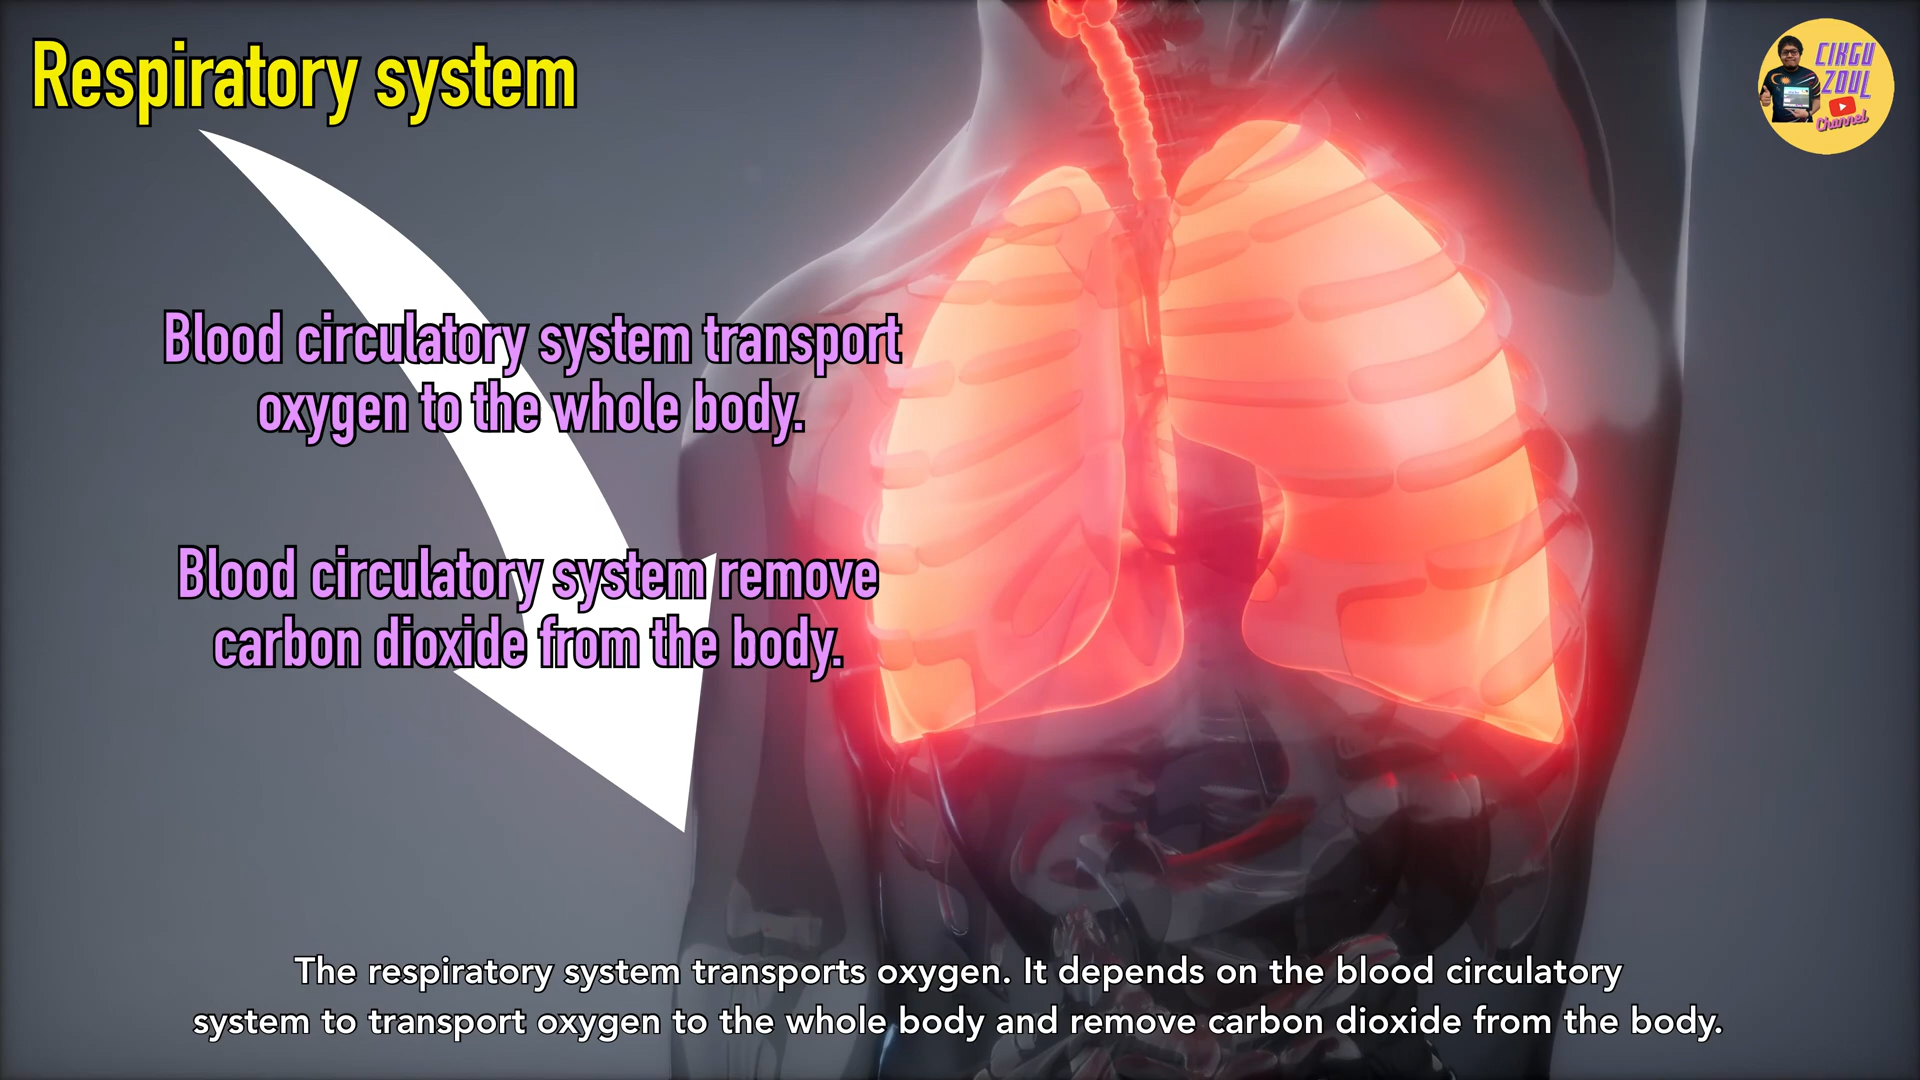 Respiratory system
CIKGU
ZOUL
Channel
Blood circulatory system transport
oxygen to the whole body.
Blood circulatory system remove
carbon dioxide from the body.
The respiratory system transports oxygen. It depends on the blood circulatory
system to transport oxygen to the whole body and remove carbon dioxide from the body.